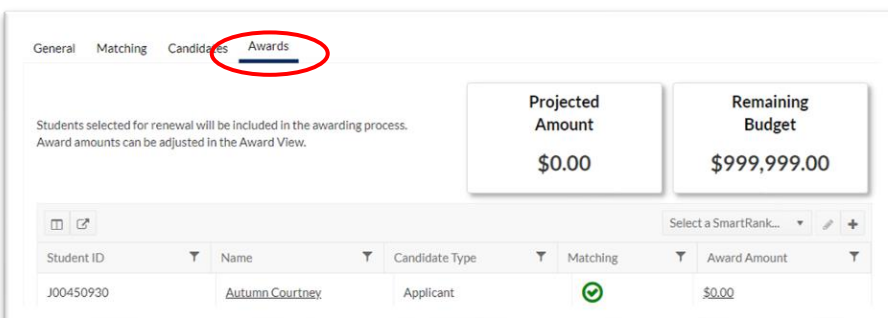 General Matching Candidates Awards
Students selected for renewal will be included in the awarding process.
Award amounts can be adjusted in the Award View.
Projected
Amount
$0.00
Remaining
Budget
$999,999.00
Select a SmartRank...
Student ID Name Candidate Type Matching Award Amount
J00450930 Autumn Courtney Applicant $0.00